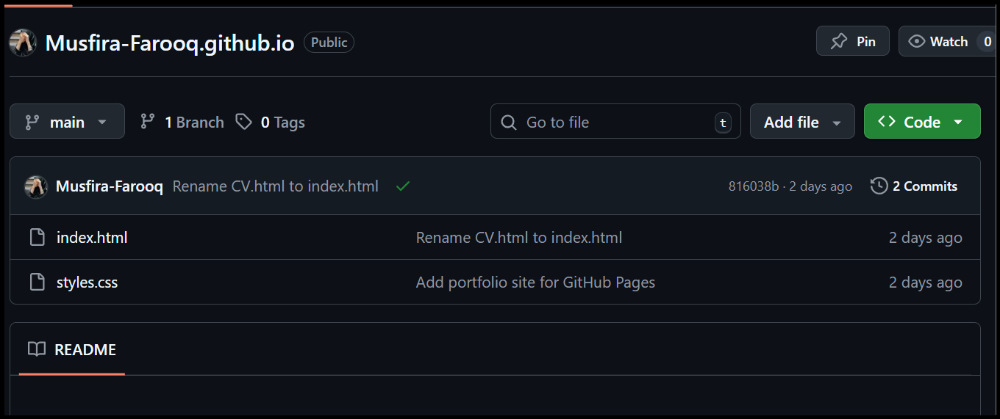 Musfira-Farooq.github.io Public Pin Watch 0
main 1 Branch 0 Tags Go to file t Add file Code
Musfira-Farooq Rename CV.html to index.html 816038b · 2 days ago 2 Commits
index.html Rename CV.html to index.html 2 days ago
styles.css Add portfolio site for GitHub Pages 2 days ago
README